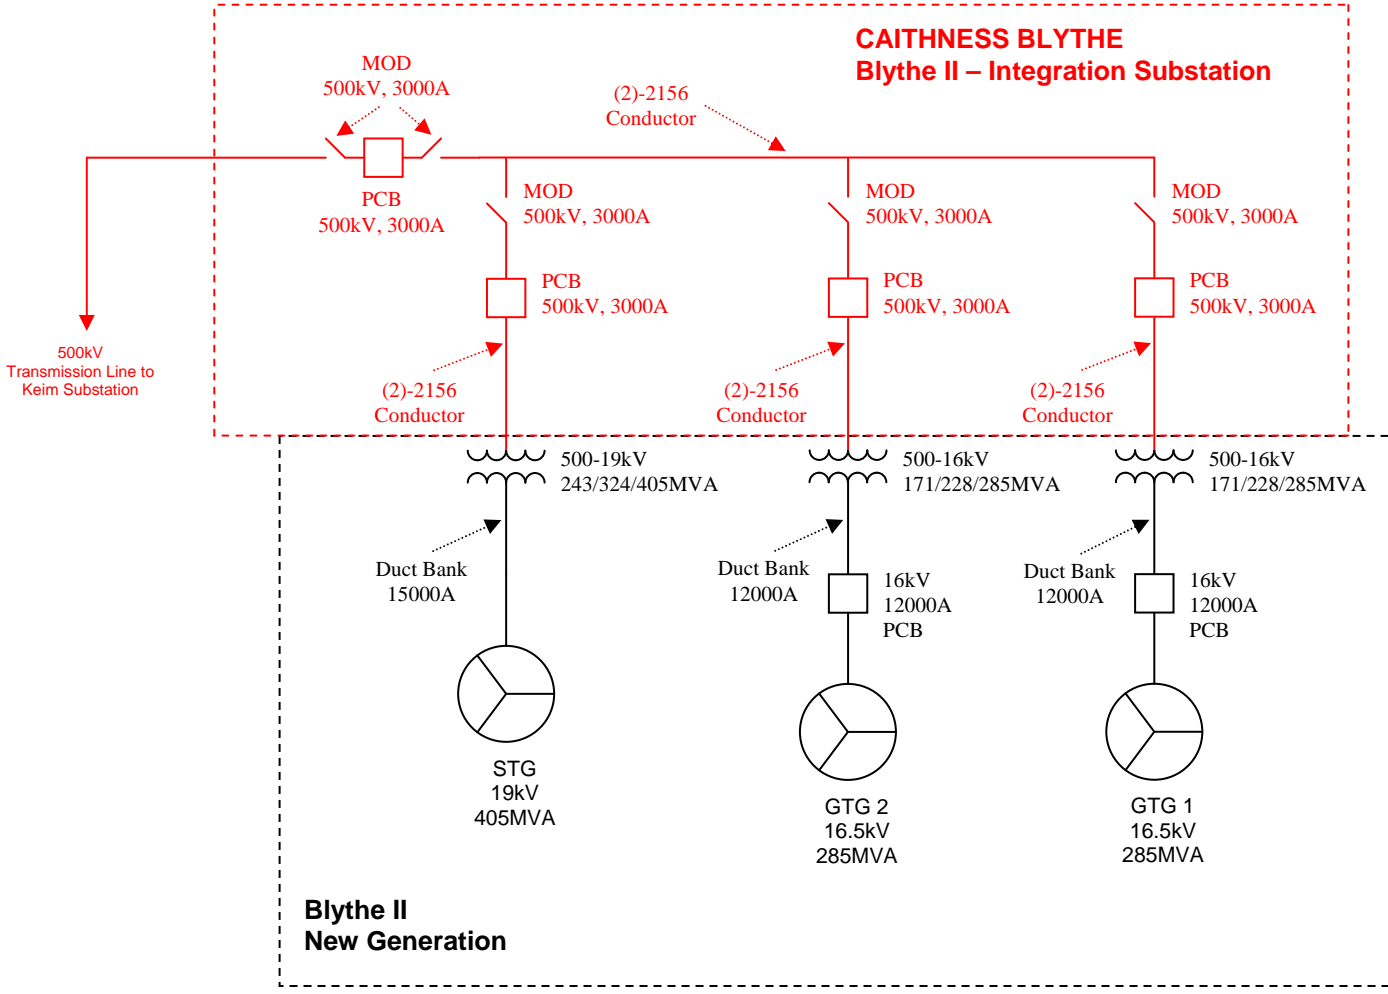 CAITHNESS BLYTHE
Blythe II – Integration Substation
MOD
500kV, 3000A
(2)-2156
Conductor
PCB
500kV, 3000A
MOD
500kV, 3000A
MOD
500kV, 3000A
MOD
500kV, 3000A
PCB
500kV, 3000A
PCB
500kV, 3000A
PCB
500kV, 3000A
500kV
Transmission Line to
Keim Substation
(2)-2156
Conductor
(2)-2156
Conductor
(2)-2156
Conductor
500-19kV
243/324/405MVA
500-16kV
171/228/285MVA
500-16kV
171/228/285MVA
Duct Bank
15000A
Duct Bank
12000A
16kV
12000A
PCB
Duct Bank
12000A
16kV
12000A
PCB
STG
19kV
405MVA
GTG 2
16.5kV
285MVA
GTG 1
16.5kV
285MVA
Blythe II
New Generation